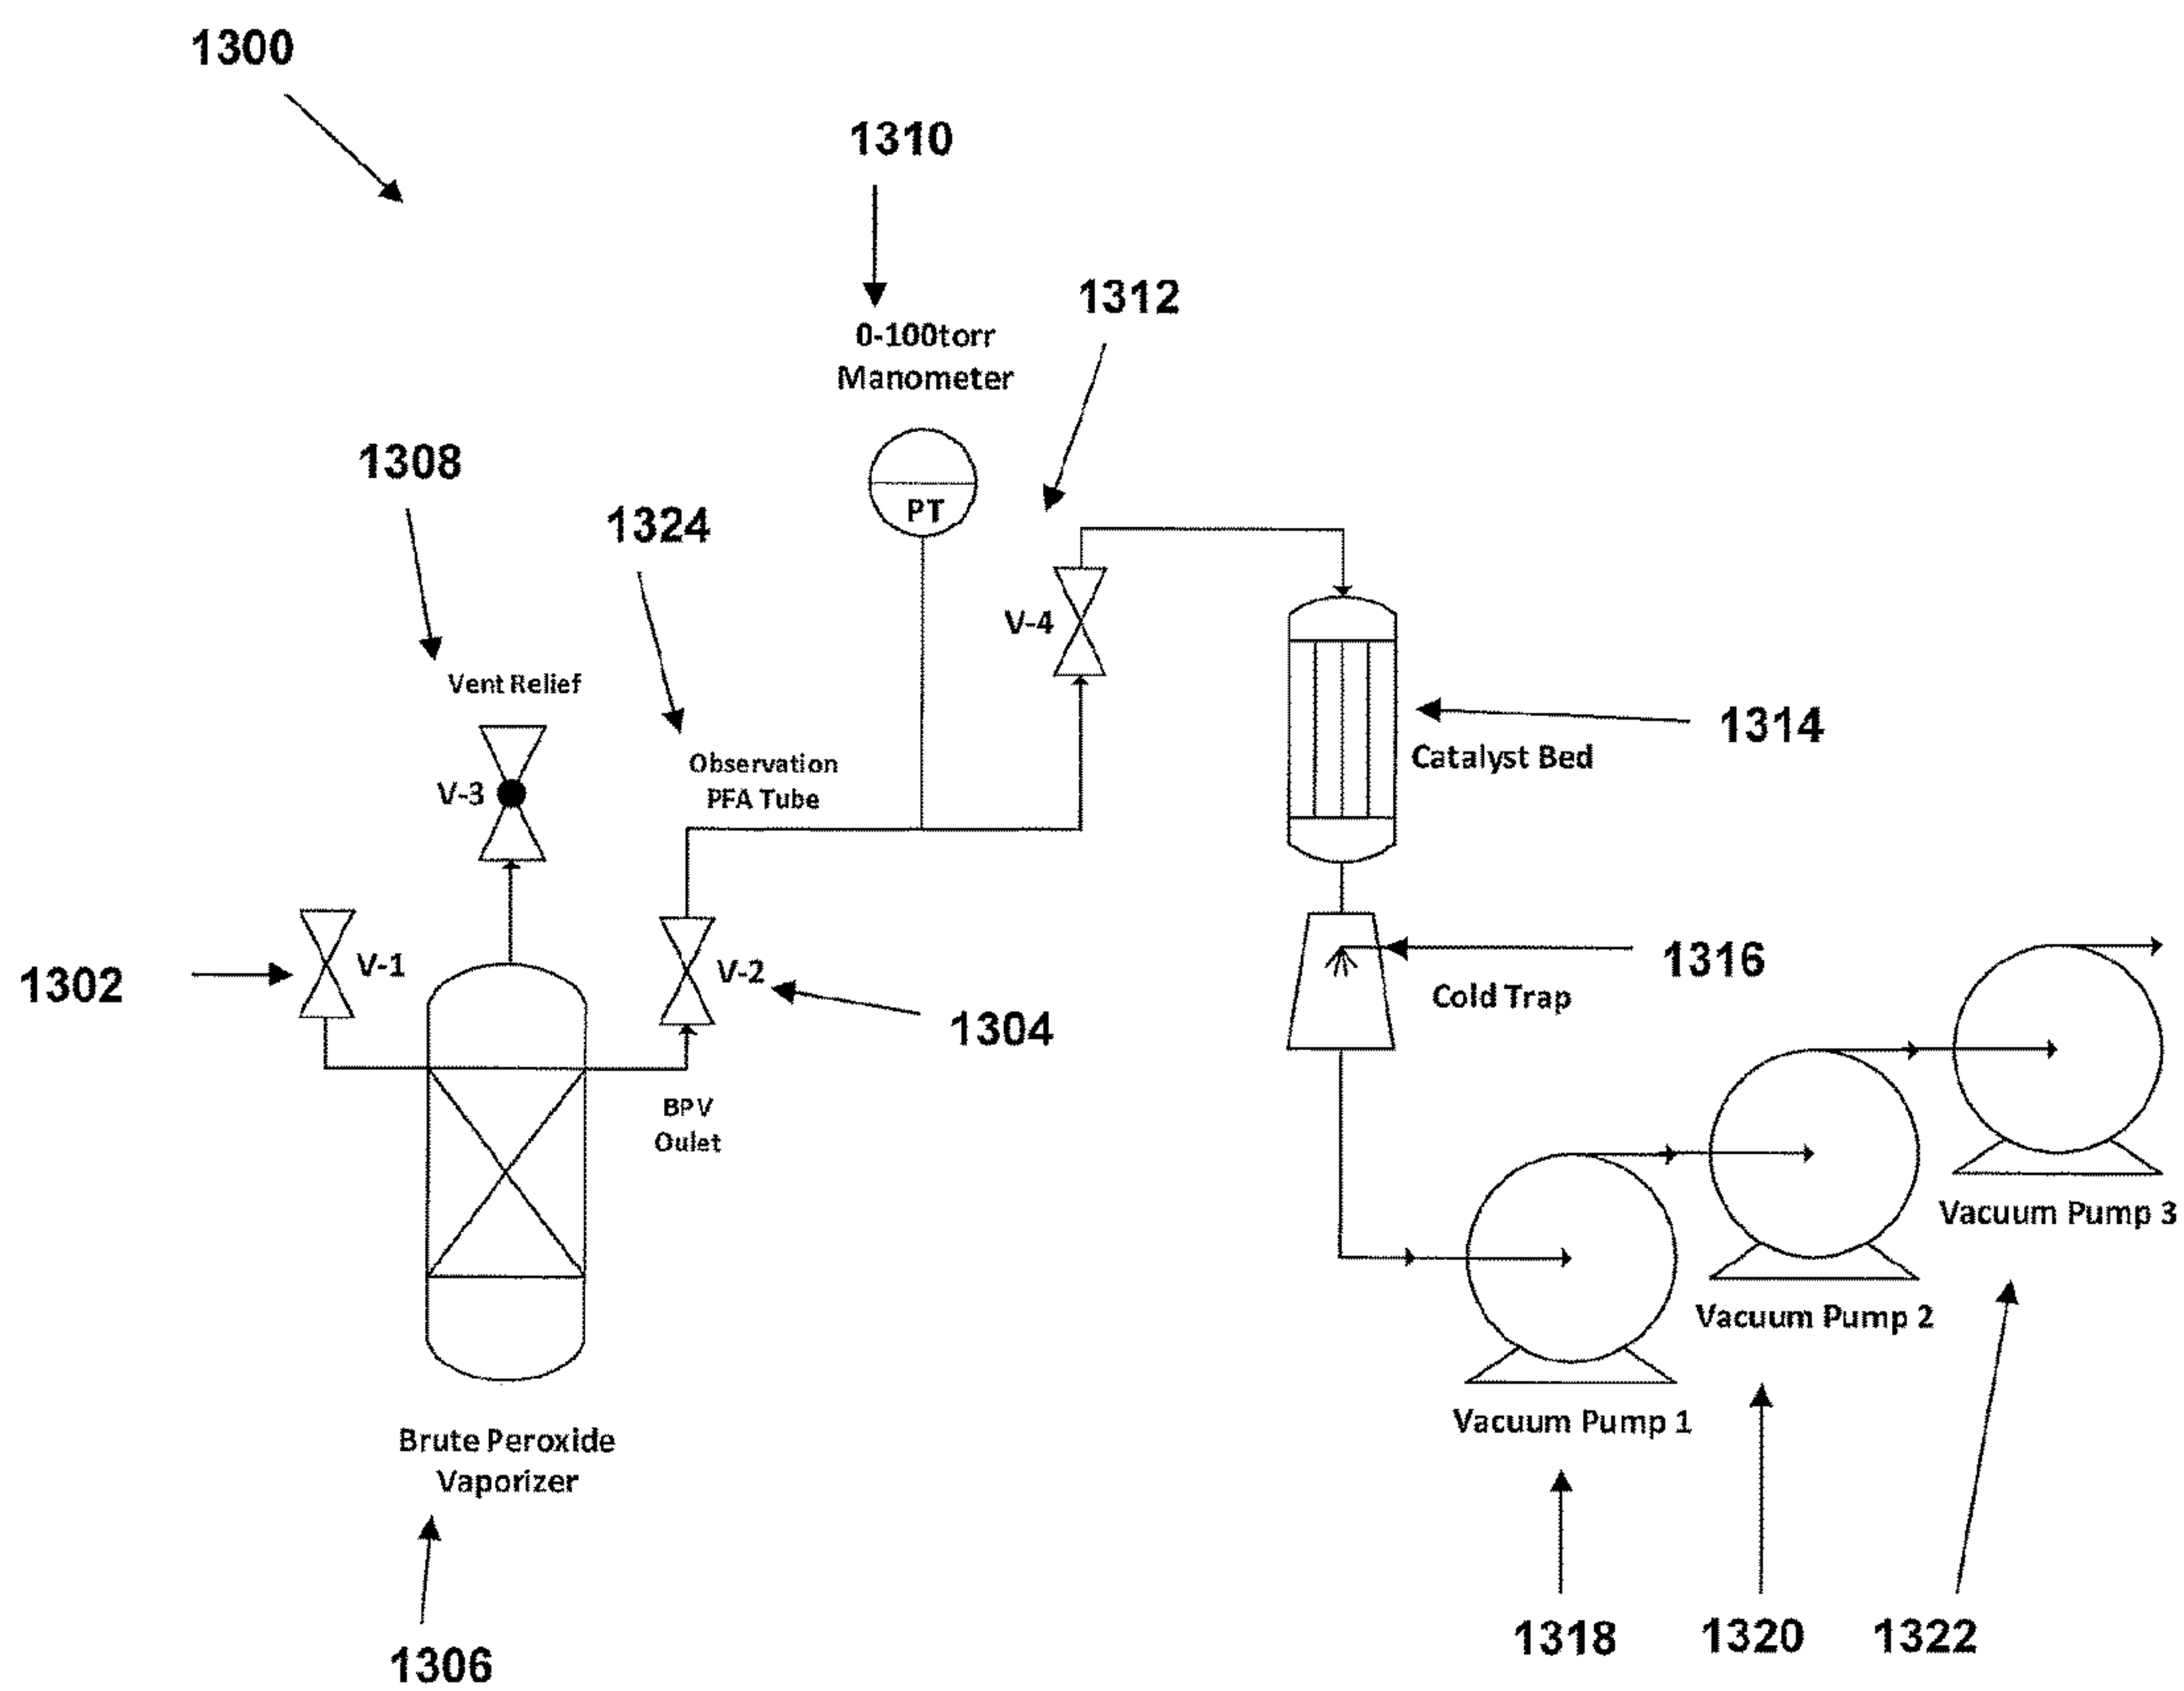 1300
1310
0-100torr
Manometer
1312
1308
1324
PT
V-4
Vent Relief
1314
Catalyst Bed
V-3
Observation
PFA Tube
1302
V-1
V-2
1304
1316
Cold Trap
BPV
Oulet
Vacuum Pump 3
Vacuum Pump 2
Vacuum Pump 1
Brute Peroxide
Vaporizer
1306
1318
1320
1322